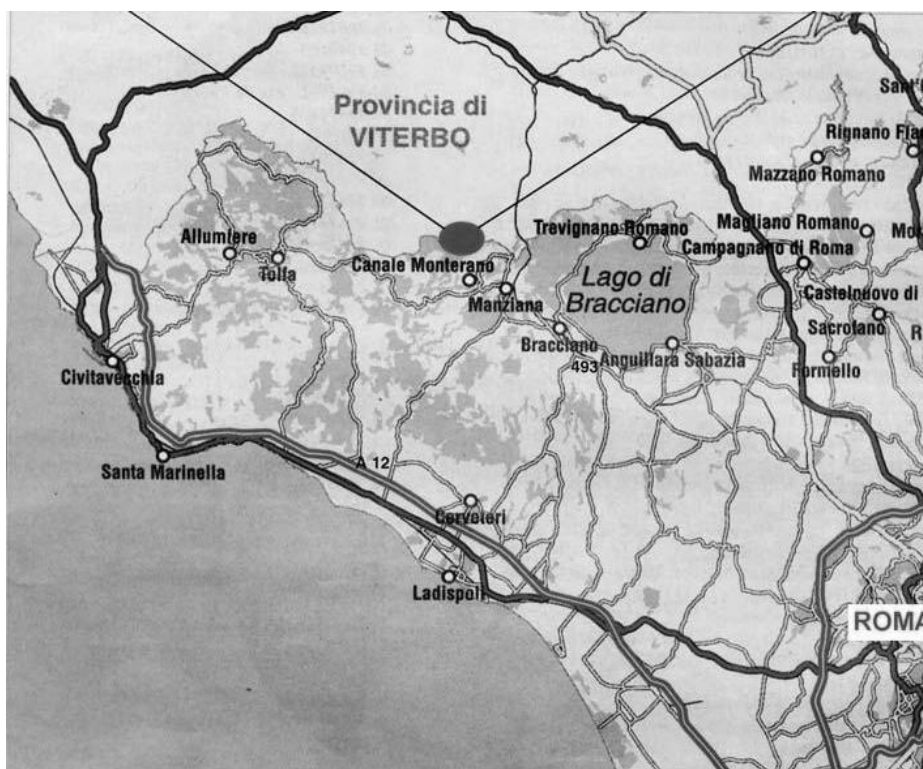 Provincia di
VITERBO
Rignano
Mazzano Romano
Allumiere
Tolfa
Canale Monterano
Manziana
Trevignano Romano
Magliano Romano
Campagnano di Roma
Lago di
Bracciano
Castelnuovo di
Sacrofano
Bracciano
493
Anguillara Sabazia
Formello
Civitavecchia
Santa Marinella
A 12
Cerveteri
Ladispoli
ROMA